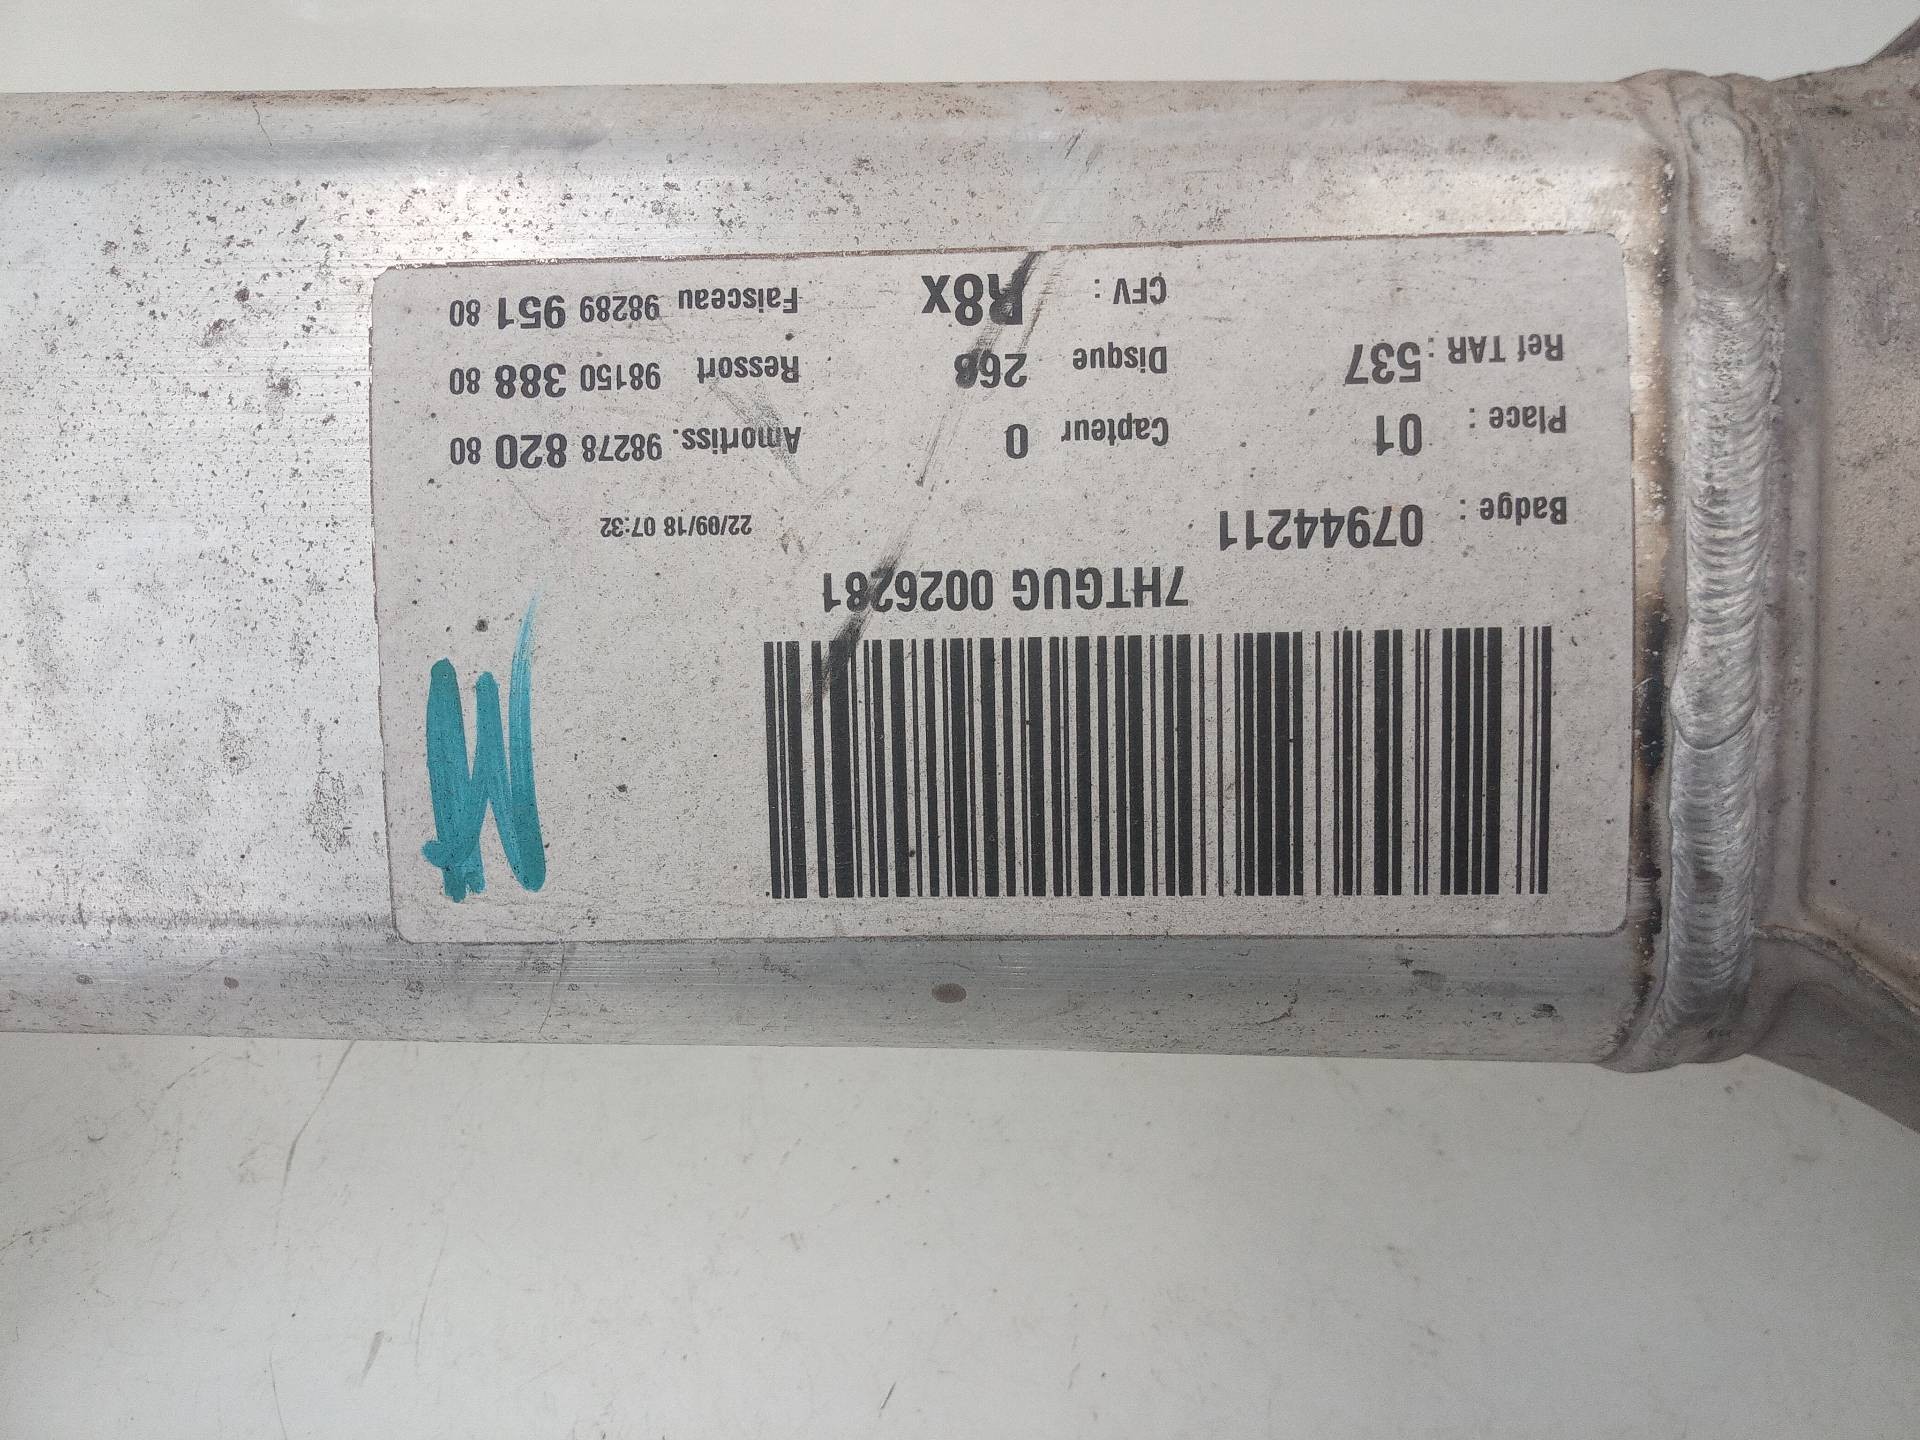 7HTGUG 0026281
Badge : 07944211 22/09/18 07:32
Place : 01 Capteur 0 Amortiss. 98278 820 80
Ref TAR : 537 Disque 268 Ressort 98150 388 80
CFV : R8x Faisceau 98289 951 80